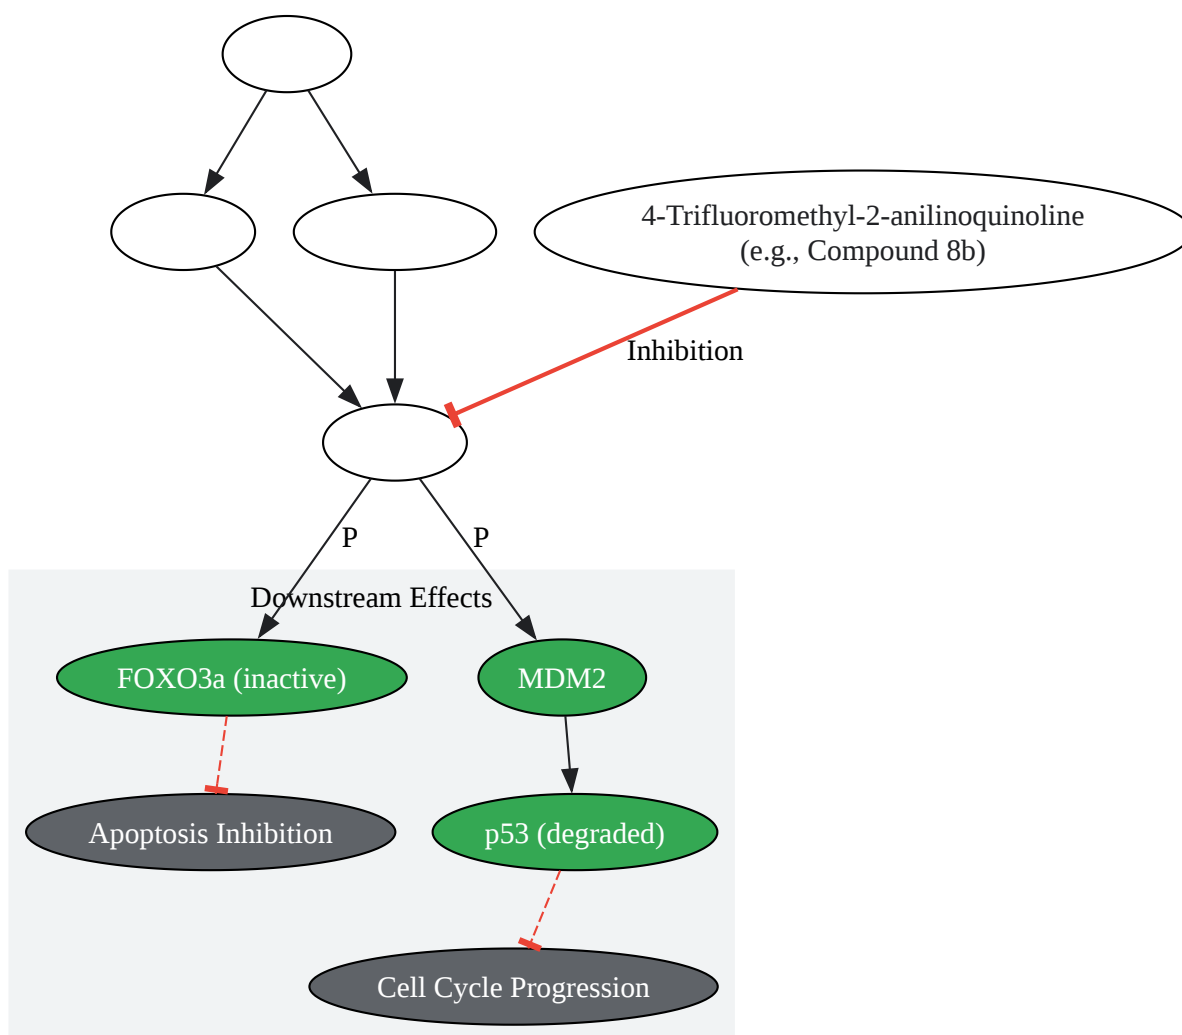 4-Trifluoromethyl-2-anilinoquinoline
(e.g., Compound 8b)
Inhibition
P
P
Downstream Effects
FOXO3a (inactive)
MDM2
Apoptosis Inhibition
p53 (degraded)
Cell Cycle Progression